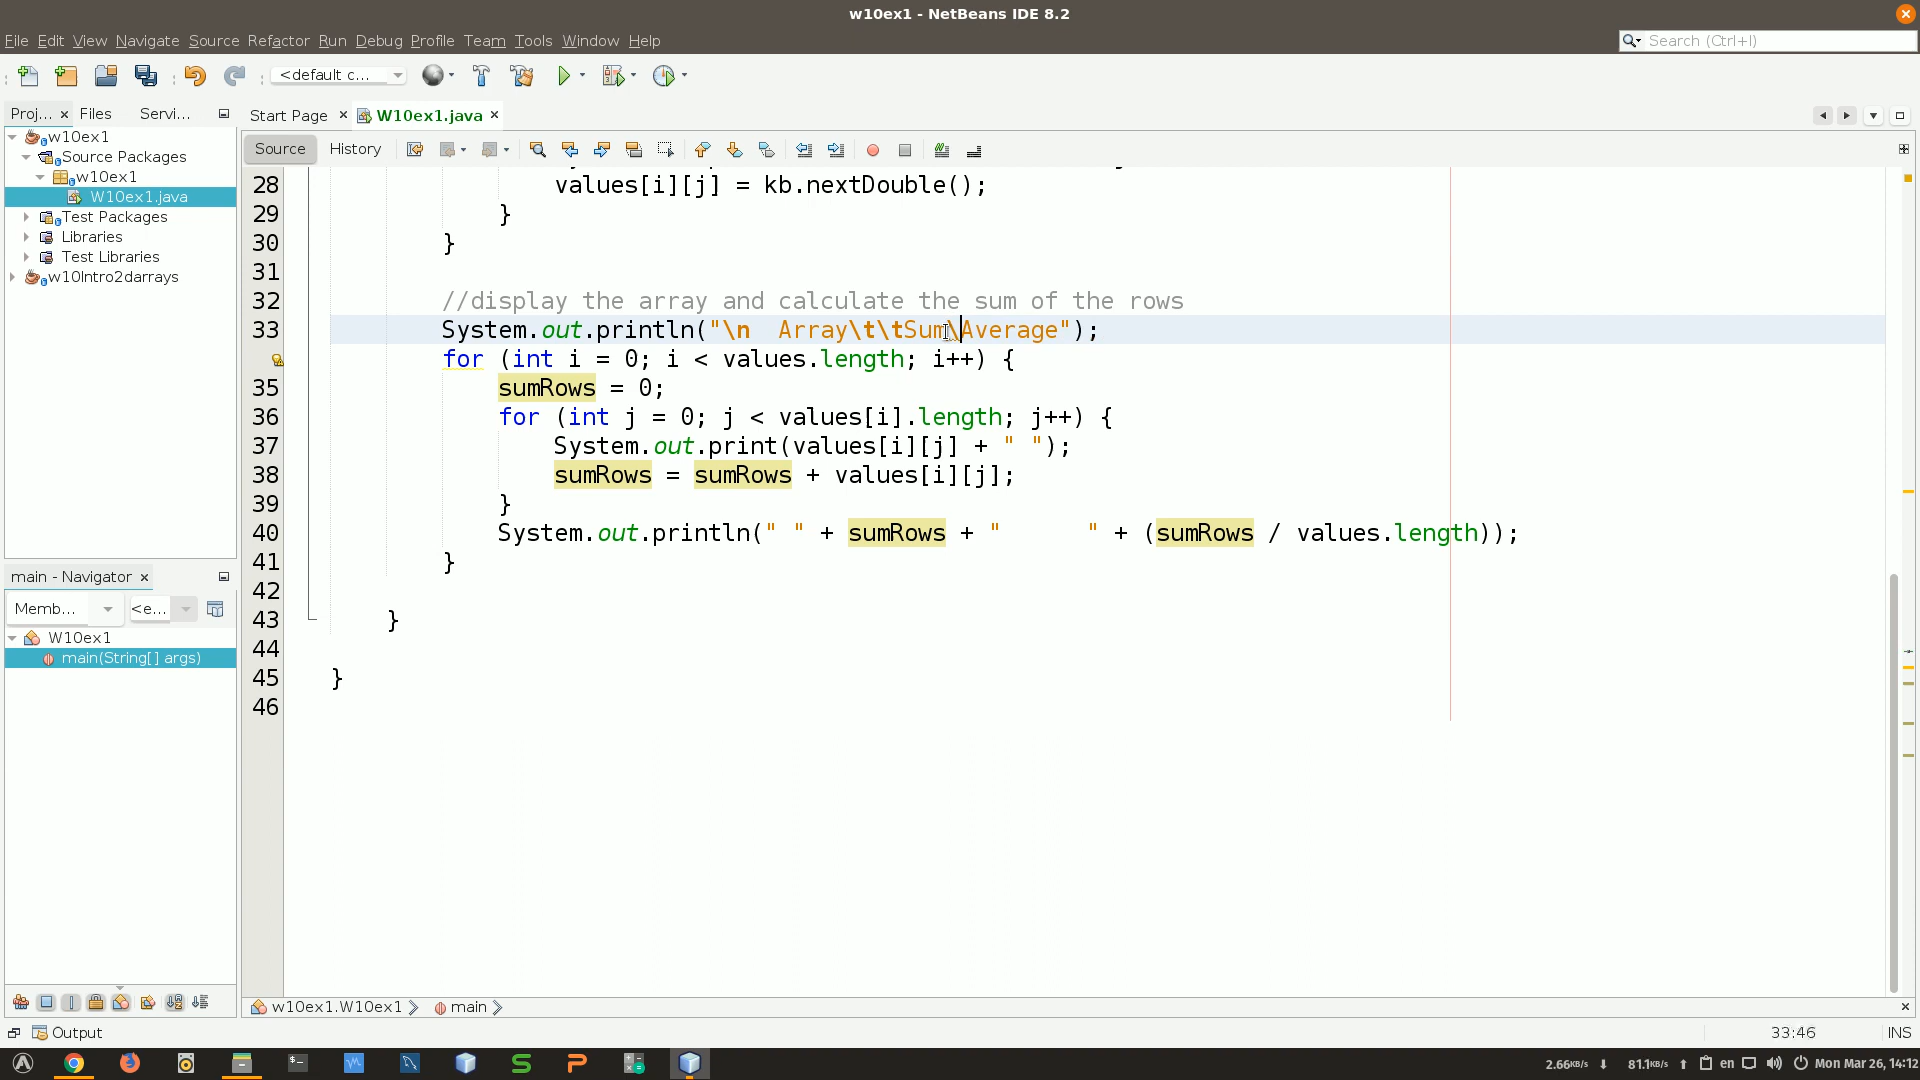 w10ex1 - NetBeans IDE 8.2
File Edit View Navigate Source Refactor Run Debug Profile Team Tools Window Help
Search (Ctrl+I)
<default c...
Proj... Files Servi...
Start Page W10ex1.java
w10ex1
Source Packages
w10ex1
W10ex1.java
Test Packages
Libraries
Test Libraries
w10Intro2darrays
Source History
28 values[i][j] = kb.nextDouble();
29 }
30 }
31
32 //display the array and calculate the sum of the rows
33 System.out.println("\n  Array\t\tSum\Average");
for (int i = 0; i < values.length; i++) {
35 sumRows = 0;
36 for (int j = 0; j < values[i].length; j++) {
37 System.out.print(values[i][j] + " ");
38 sumRows = sumRows + values[i][j];
39 }
40 System.out.println(" " + sumRows + "      " + (sumRows / values.length));
41 }
42
43 }
44
45 }
46
main - Navigator
Memb... <e...
W10ex1
main(String[] args)
w10ex1.W10ex1 main
Output
33:46 INS
2.66KB/s 81.1KB/s en Mon Mar 26, 14:12